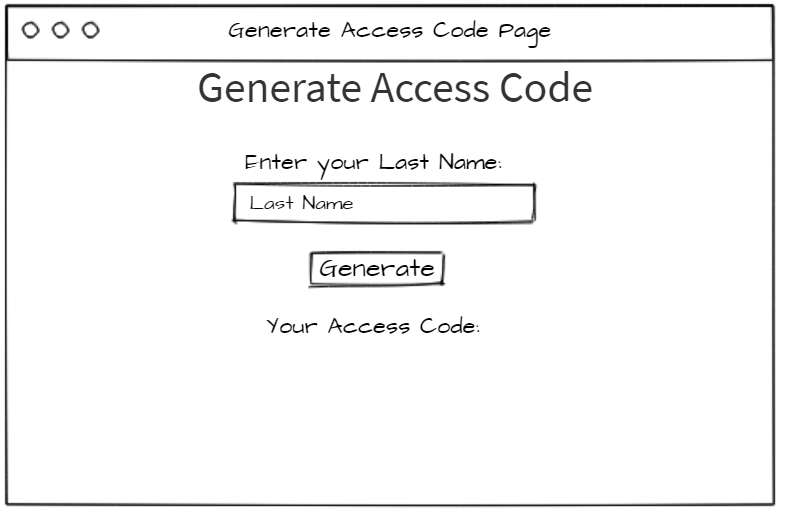 Generate Access Code Page
Generate Access Code
Enter your Last Name:
Last Name
Generate
Your Access Code: